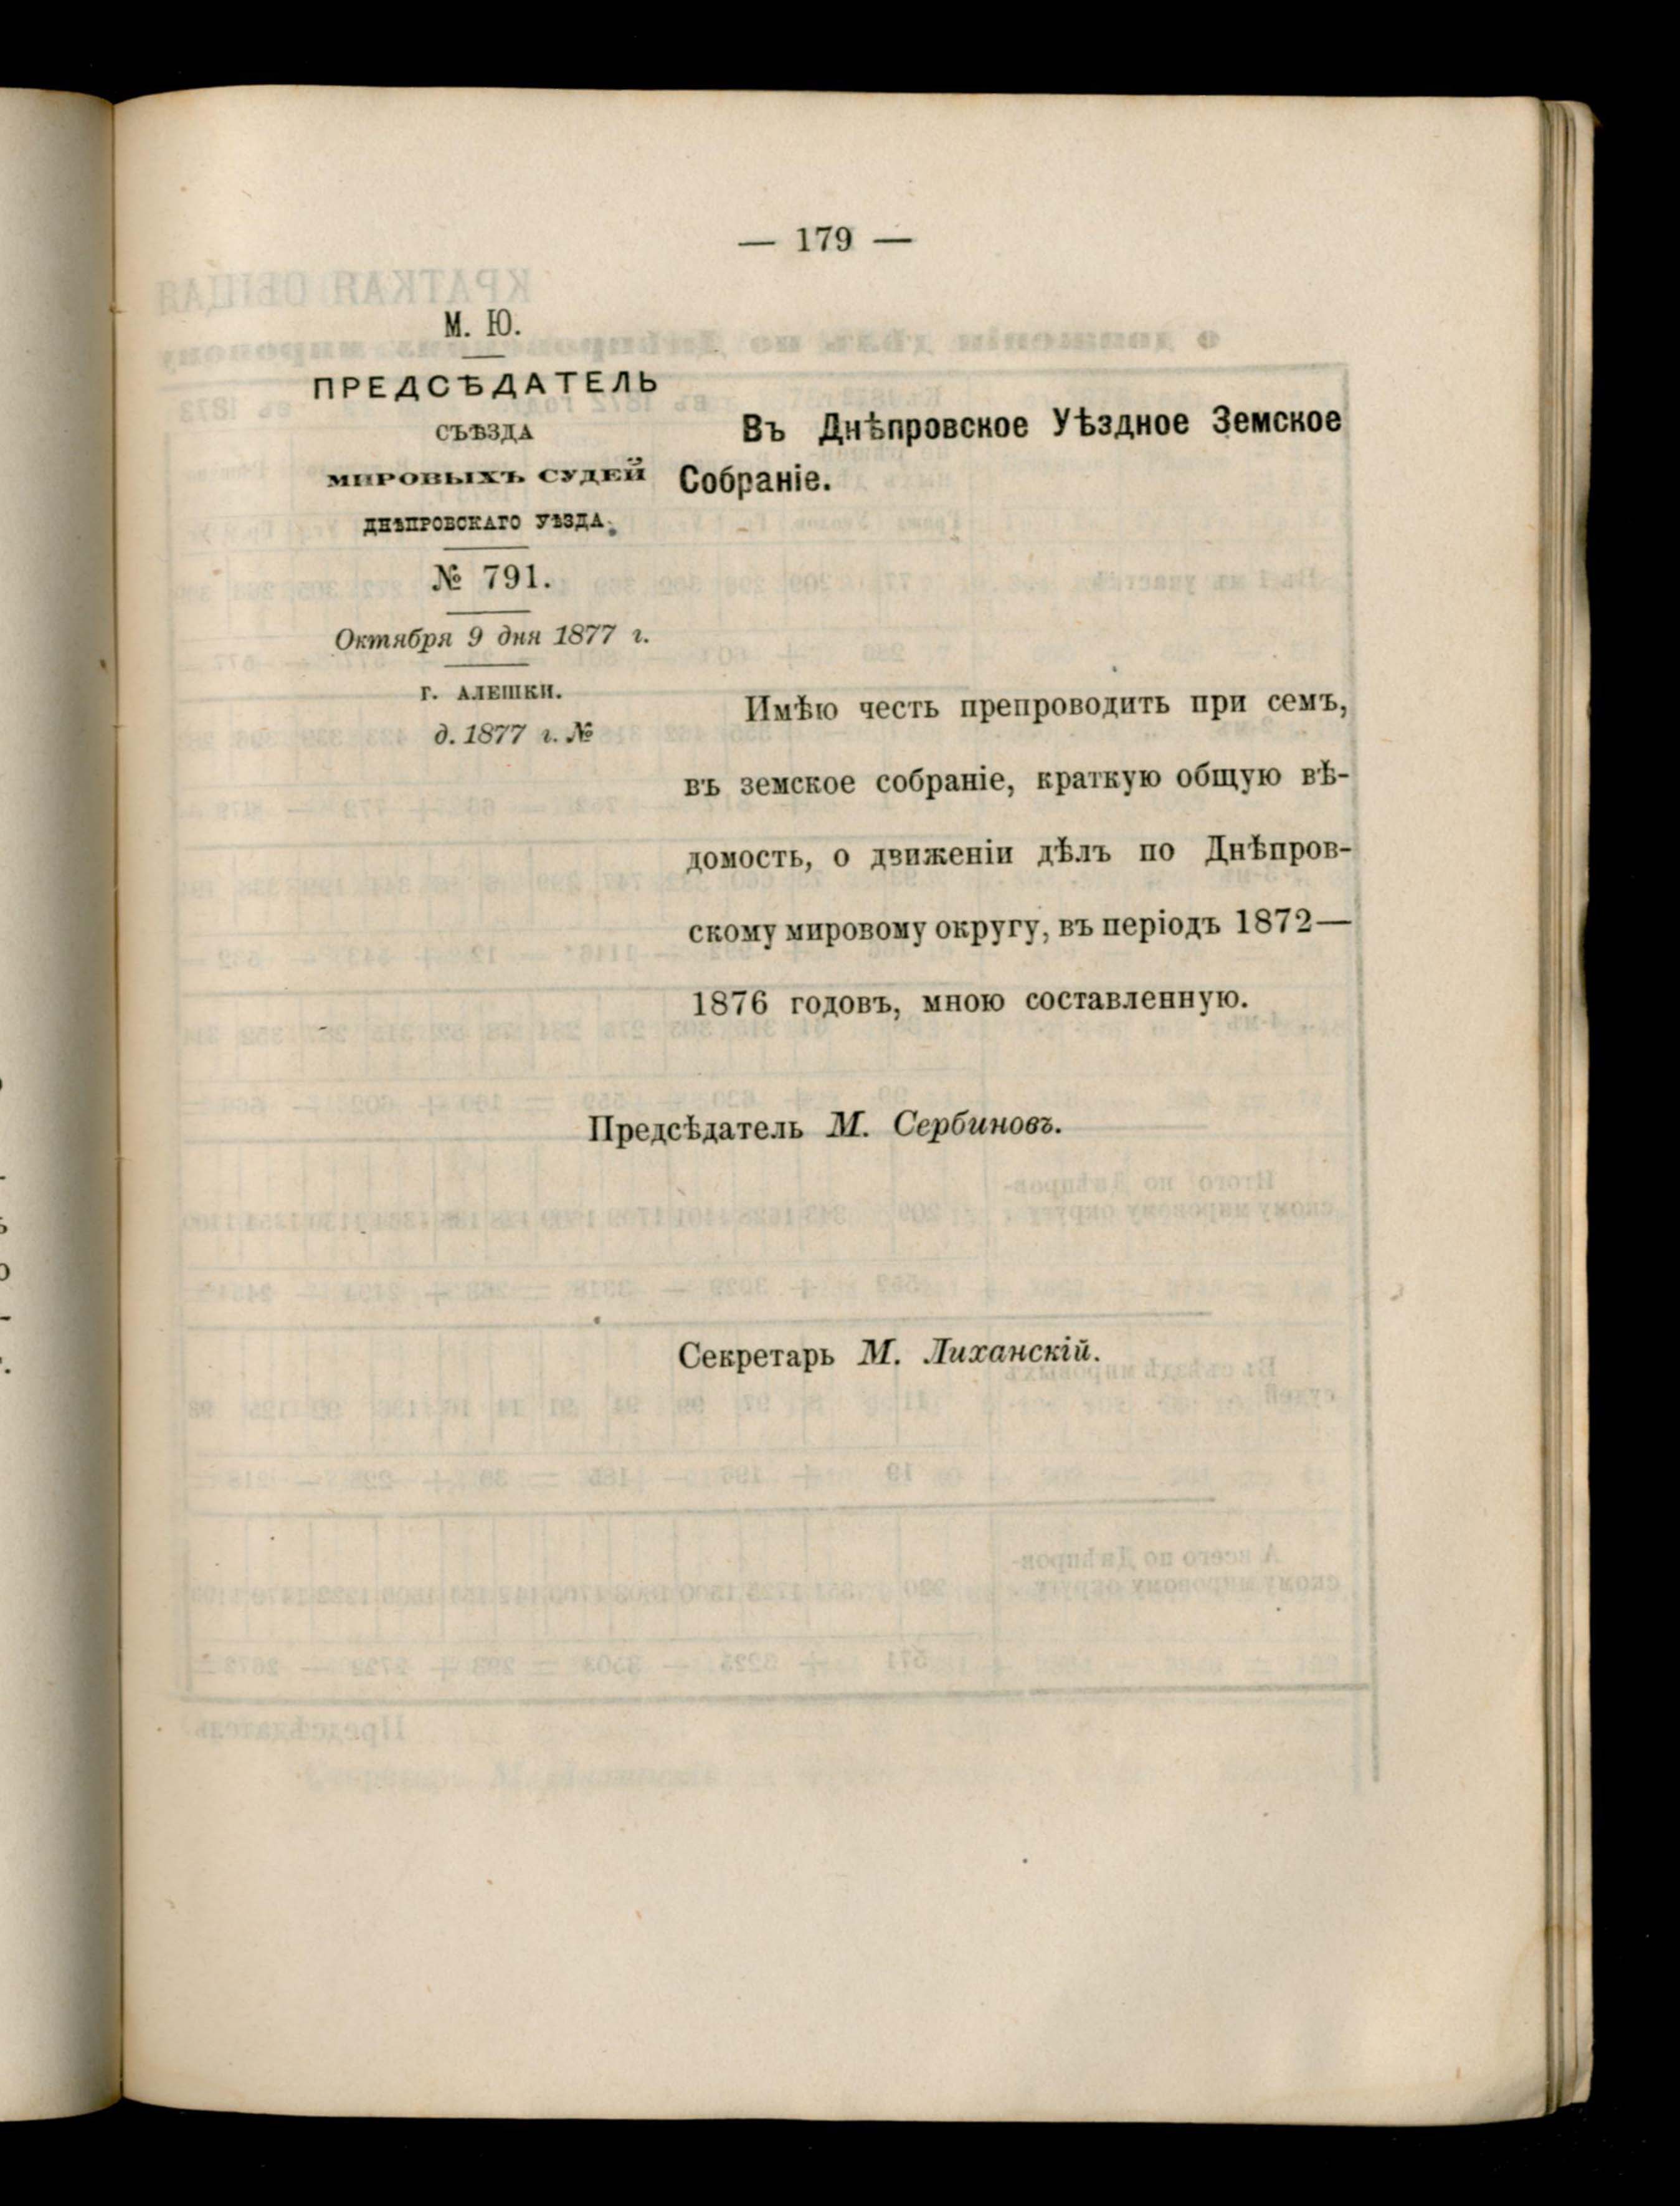 — 179 —
М. Ю.
ПРЕДСѢДАТЕЛЬ
СЪѢЗДА
МИРОВЫХЪ СУДЕЙ
ДНѢПРОВСКАГО УѢЗДА.
№ 791.
Октября 9 дня 1877 г.
г. АЛЕШКИ.
д. 1877 г. №
Въ Днѣпровское Уѣздное Земское
Собраніе.
Имѣю честь препроводить при семъ,
въ земское собраніе, краткую общую вѣ-
домость, о движеніи дѣлъ по Днѣпров-
скому мировому округу, въ періодъ 1872—
1876 годовъ, мною составленную.
Предсѣдатель М. Сербиновъ.
Секретарь М. Лиханскій.